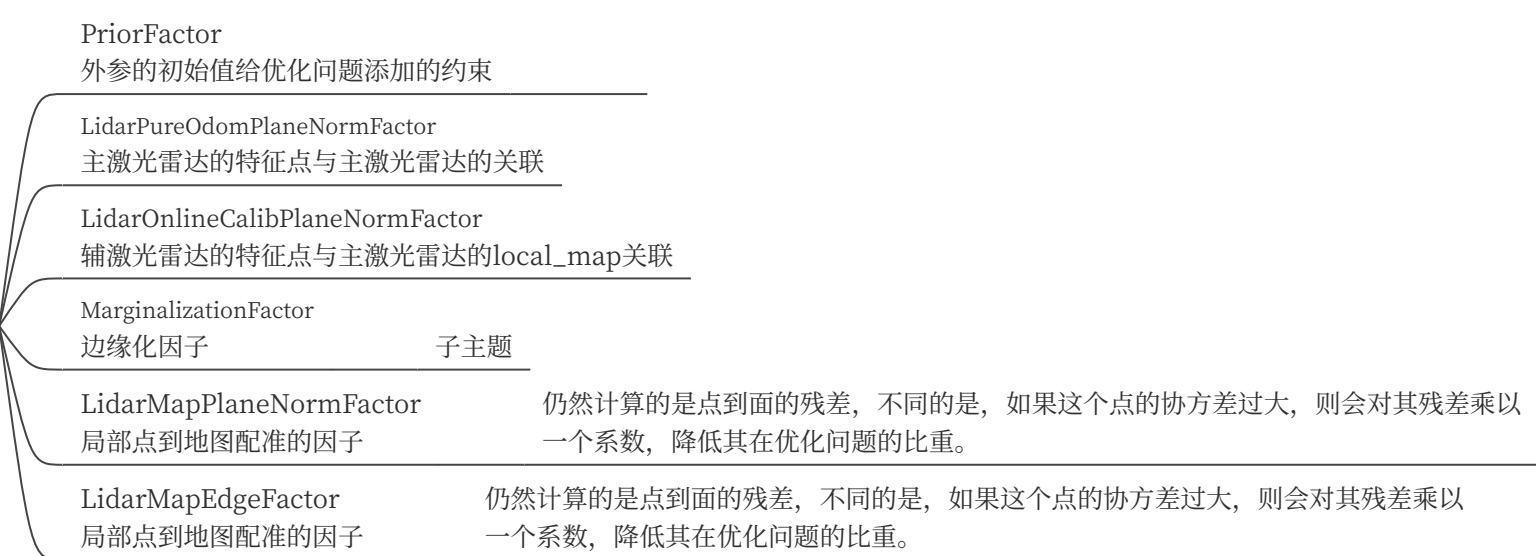 PriorFactor
外参的初始值给优化问题添加的约束
LidarPureOdomPlaneNormFactor
主激光雷达的特征点与主激光雷达的关联
LidarOnlineCalibPlaneNormFactor
辅激光雷达的特征点与主激光雷达的local_map关联
MarginalizationFactor
边缘化因子
子主题
LidarMapPlaneNormFactor
局部点到地图配准的因子
仍然计算的是点到面的残差，不同的是，如果这个点的协方差过大，则会对其残差乘以
一个系数，降低其在优化问题的比重。
LidarMapEdgeFactor
局部点到地图配准的因子
仍然计算的是点到面的残差，不同的是，如果这个点的协方差过大，则会对其残差乘以
一个系数，降低其在优化问题的比重。